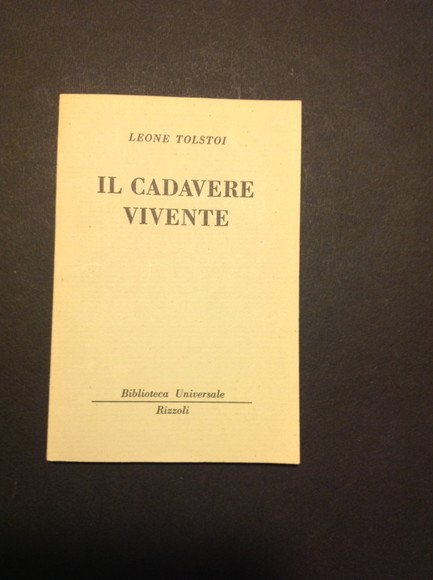 LEONE TOLSTOI
IL CADAVERE
VIVENTE
Biblioteca Universale
Rizzoli